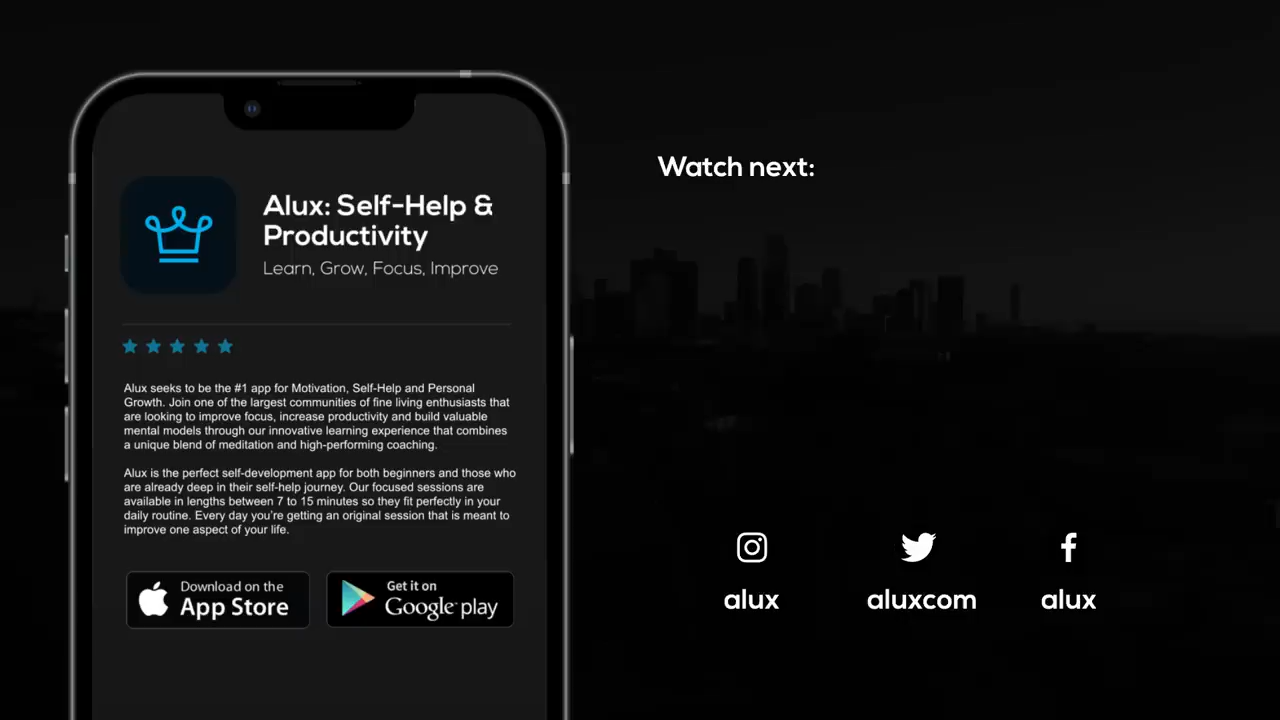 Alux: Self-Help &
Productivity
Learn, Grow, Focus, Improve
Alux seeks to be the #1 app for Motivation, Self-Help and Personal
Growth. Join one of the largest communities of fine living enthusiasts that
are looking to improve focus, increase productivity and build valuable
mental models through our innovative learning experience that combines
a unique blend of meditation and high-performing coaching.
Alux is the perfect self-development app for both beginners and those who
are already deep in their self-help journey. Our focused sessions are
available in lengths between 7 to 15 minutes so they fit perfectly in your
daily routine. Every day you're getting an original session that is meant to
improve one aspect of your life.
Download on the
App Store
Get it on
Google play
Watch next:
alux
aluxcom
alux